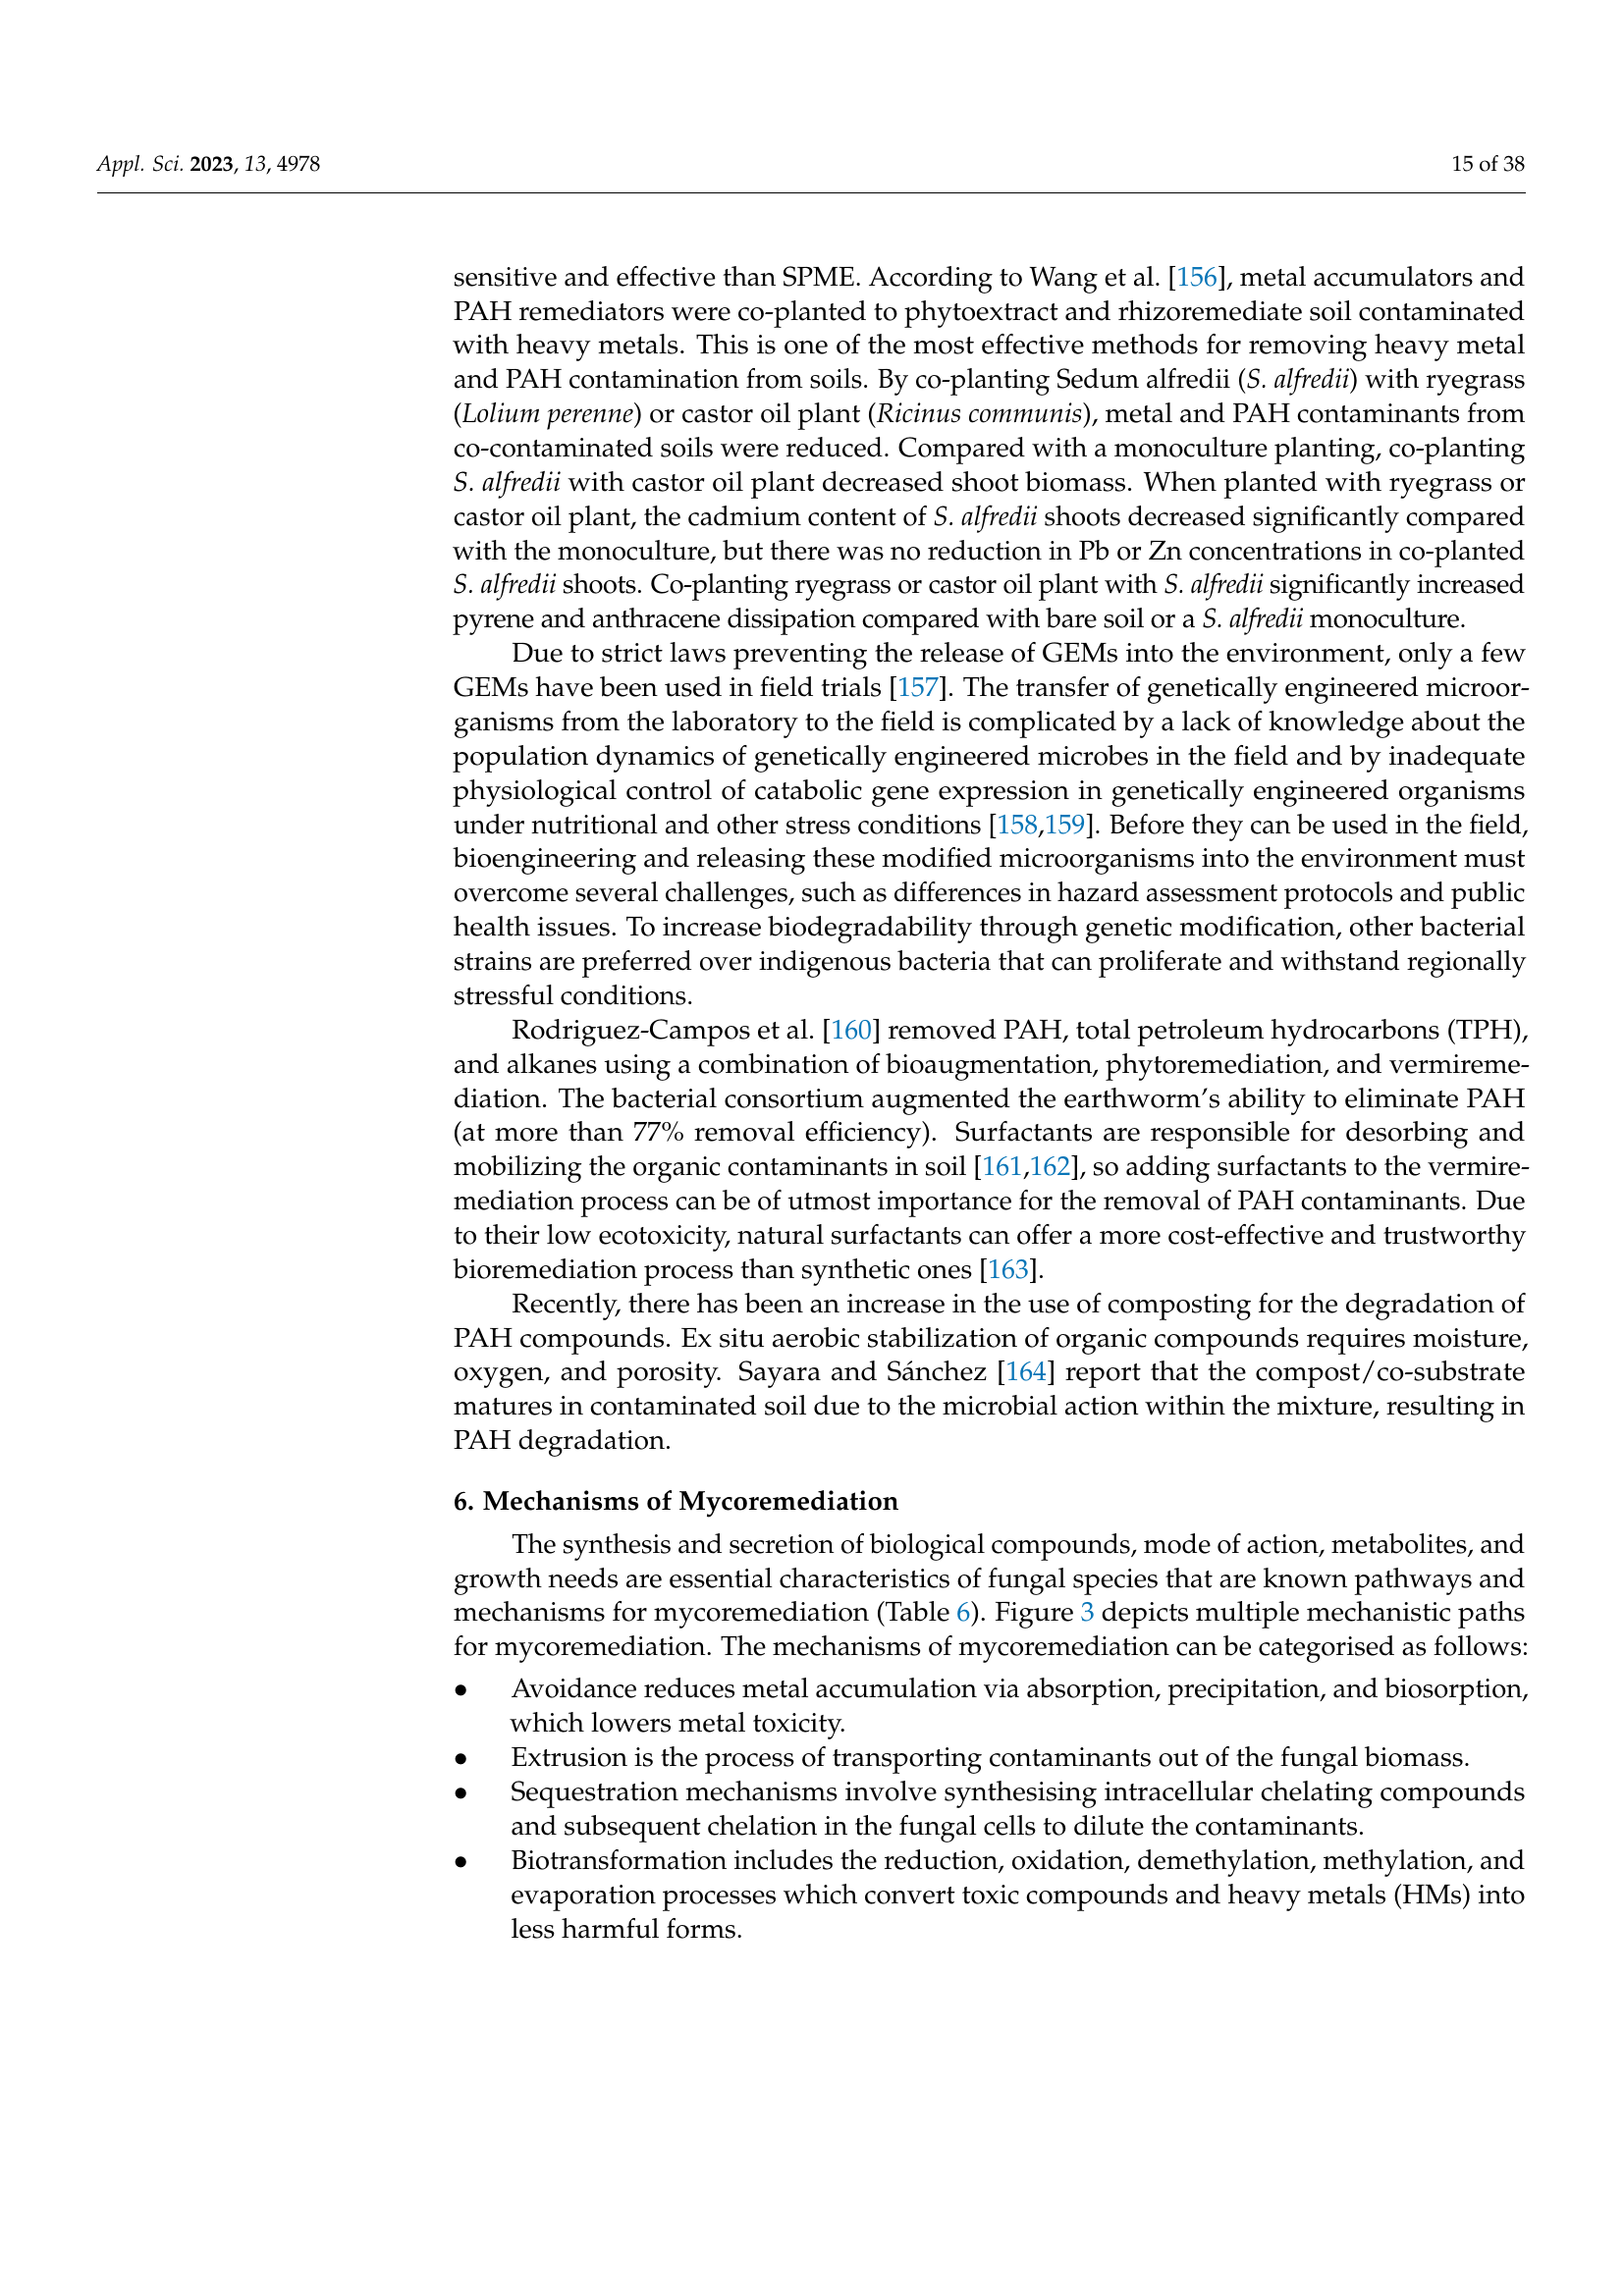 Appl. Sci. 2023, 13, 4978
15 of 38
sensitive and effective than SPME. According to Wang et al. [156], metal accumulators and
PAH remediators were co-planted to phytoextract and rhizoremediate soil contaminated
with heavy metals. This is one of the most effective methods for removing heavy metal
and PAH contamination from soils. By co-planting Sedum alfredii (S. alfredii) with ryegrass
(Lolium perenne) or castor oil plant (Ricinus communis), metal and PAH contaminants from
co-contaminated soils were reduced. Compared with a monoculture planting, co-planting
S. alfredii with castor oil plant decreased shoot biomass. When planted with ryegrass or
castor oil plant, the cadmium content of S. alfredii shoots decreased significantly compared
with the monoculture, but there was no reduction in Pb or Zn concentrations in co-planted
S. alfredii shoots. Co-planting ryegrass or castor oil plant with S. alfredii significantly increased
pyrene and anthracene dissipation compared with bare soil or a S. alfredii monoculture.
Due to strict laws preventing the release of GEMs into the environment, only a few
GEMs have been used in field trials [157]. The transfer of genetically engineered microor-
ganisms from the laboratory to the field is complicated by a lack of knowledge about the
population dynamics of genetically engineered microbes in the field and by inadequate
physiological control of catabolic gene expression in genetically engineered organisms
under nutritional and other stress conditions [158,159]. Before they can be used in the field,
bioengineering and releasing these modified microorganisms into the environment must
overcome several challenges, such as differences in hazard assessment protocols and public
health issues. To increase biodegradability through genetic modification, other bacterial
strains are preferred over indigenous bacteria that can proliferate and withstand regionally
stressful conditions.
Rodriguez-Campos et al. [160] removed PAH, total petroleum hydrocarbons (TPH),
and alkanes using a combination of bioaugmentation, phytoremediation, and vermireme-
diation. The bacterial consortium augmented the earthworm's ability to eliminate PAH
(at more than 77% removal efficiency). Surfactants are responsible for desorbing and
mobilizing the organic contaminants in soil [161,162], so adding surfactants to the vermire-
mediation process can be of utmost importance for the removal of PAH contaminants. Due
to their low ecotoxicity, natural surfactants can offer a more cost-effective and trustworthy
bioremediation process than synthetic ones [163].
Recently, there has been an increase in the use of composting for the degradation of
PAH compounds. Ex situ aerobic stabilization of organic compounds requires moisture,
oxygen, and porosity. Sayara and Sánchez [164] report that the compost/co-substrate
matures in contaminated soil due to the microbial action within the mixture, resulting in
PAH degradation.
6. Mechanisms of Mycoremediation
The synthesis and secretion of biological compounds, mode of action, metabolites, and
growth needs are essential characteristics of fungal species that are known pathways and
mechanisms for mycoremediation (Table 6). Figure 3 depicts multiple mechanistic paths
for mycoremediation. The mechanisms of mycoremediation can be categorised as follows:
• Avoidance reduces metal accumulation via absorption, precipitation, and biosorption,
which lowers metal toxicity.
• Extrusion is the process of transporting contaminants out of the fungal biomass.
• Sequestration mechanisms involve synthesising intracellular chelating compounds
and subsequent chelation in the fungal cells to dilute the contaminants.
• Biotransformation includes the reduction, oxidation, demethylation, methylation, and
evaporation processes which convert toxic compounds and heavy metals (HMs) into
less harmful forms.